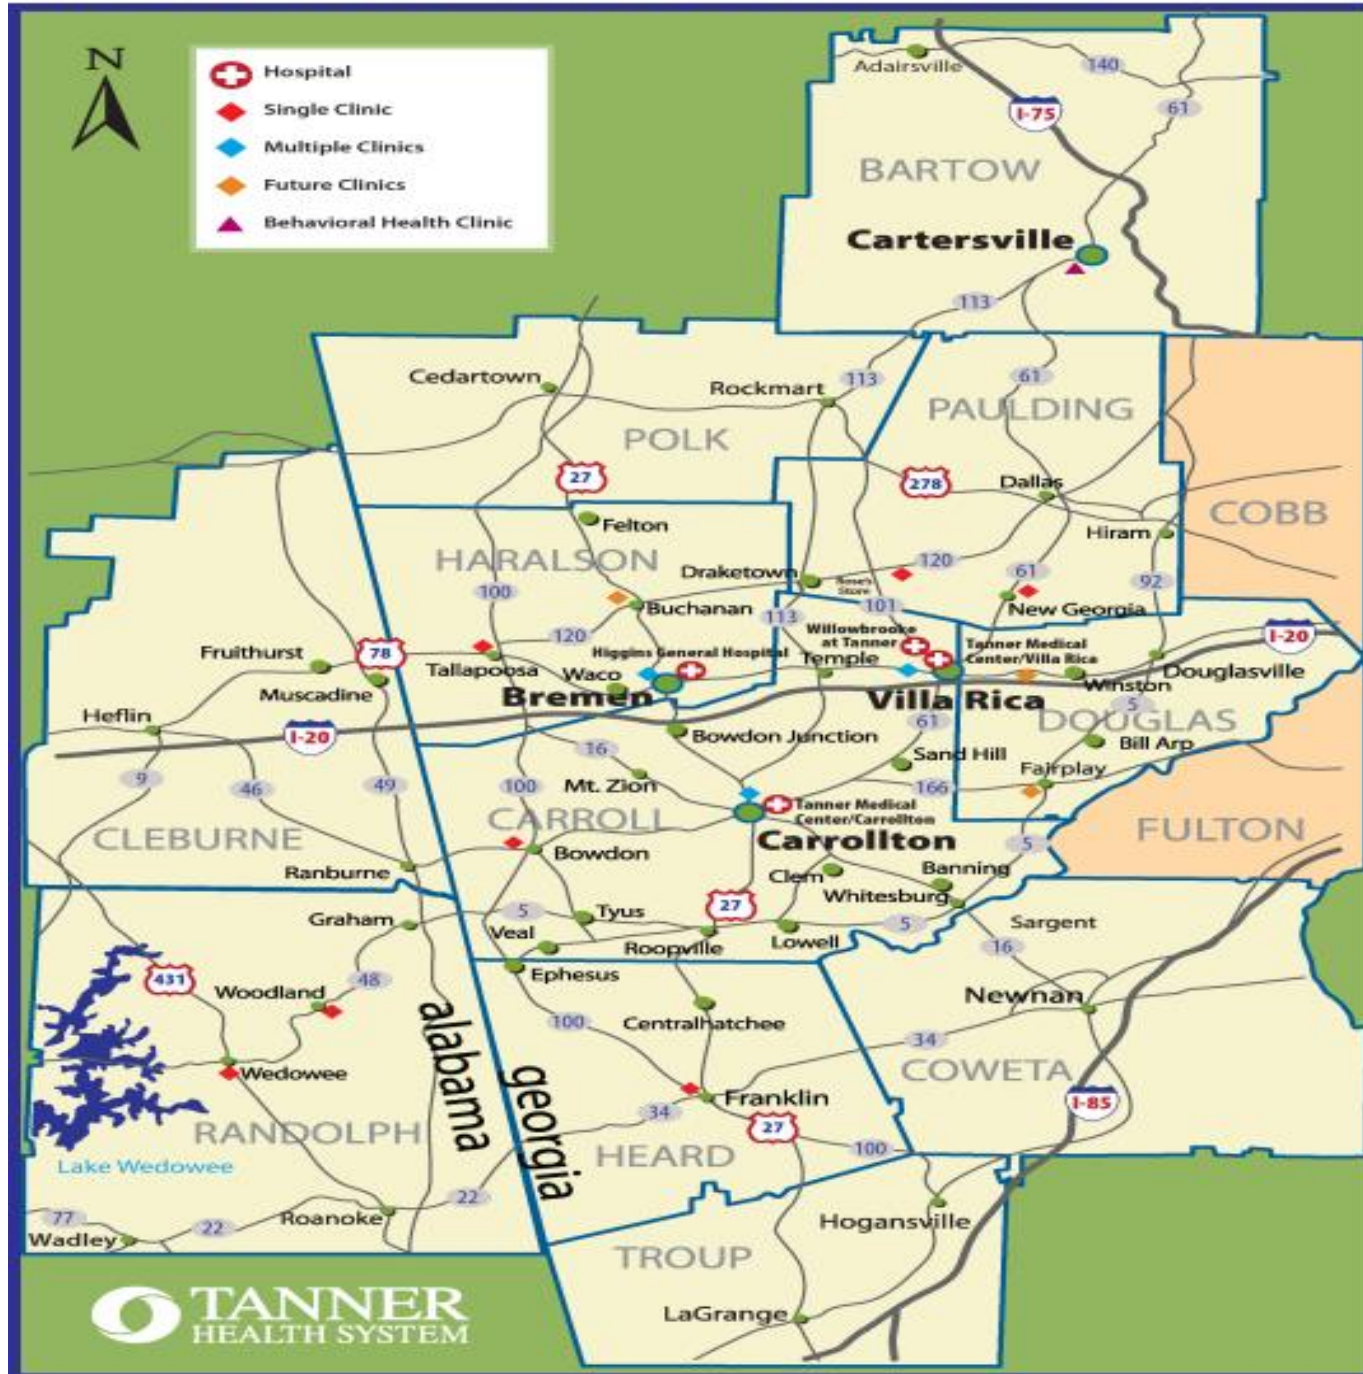 N
Hospital
Single Clinic
Multiple Clinics
Future Clinics
Behavioral Health Clinic
Adairsville
140
I-75
61
BARTOW
Cartersville
113
Cedartown
Rockmart
113
61
PAULDING
POLK
27
278
Dallas
COBB
Felton
Hiram
HARALSON
Draketown
120
Rose's
Store
61
92
100
Buchanan
101
New Georgia
113
120
Willowbrooke
at Tanner
Tanner Medical
Center/Villa Rica
I-20
Fruithurst
78
Tallapoosa
Higgins General Hospital
Temple
Douglasville
Muscadine
Waco
Bremen
Villa Rica
Winston
5
Heflin
I-20
Bowdon Junction
61
DOUGLAS
Bill Arp
16
Sand Hill
9
46
49
100
Mt. Zion
166
Fairplay
CLEBURNE
CARROLL
Tanner Medical
Center/Carrollton
FULTON
Carrollton
5
Ranburne
Bowdon
Clem
Banning
Whitesburg
27
Graham
5
Tyus
5
Sargent
Veal
Roopville
Lowell
16
431
48
Ephesus
Woodland
Newnan
alabama
georgia
100
Centralhatchee
34
Wedowee
COWETA
Franklin
I-85
34
27
RANDOLPH
HEARD
100
Lake Wedowee
22
77
22
Roanoke
Hogansville
Wadley
TROUP
LaGrange
TANNER
HEALTH SYSTEM